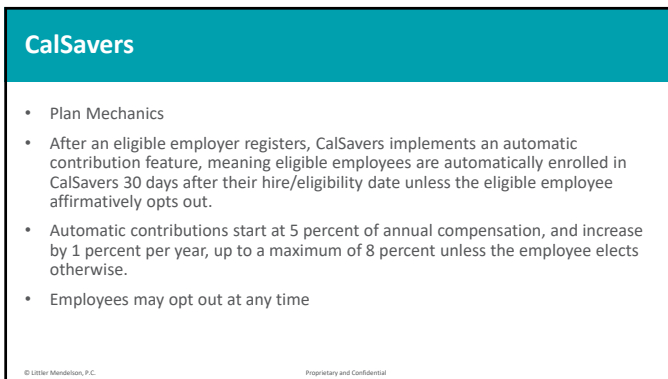 CalSavers
• Plan Mechanics
• After an eligible employer registers, CalSavers implements an automatic
contribution feature, meaning eligible employees are automatically enrolled in
CalSavers 30 days after their hire/eligibility date unless the eligible employee
affirmatively opts out.
• Automatic contributions start at 5 percent of annual compensation, and increase
by 1 percent per year, up to a maximum of 8 percent unless the employee elects
otherwise.
• Employees may opt out at any time
© Littler Mendelson, P.C. Proprietary and Confidential